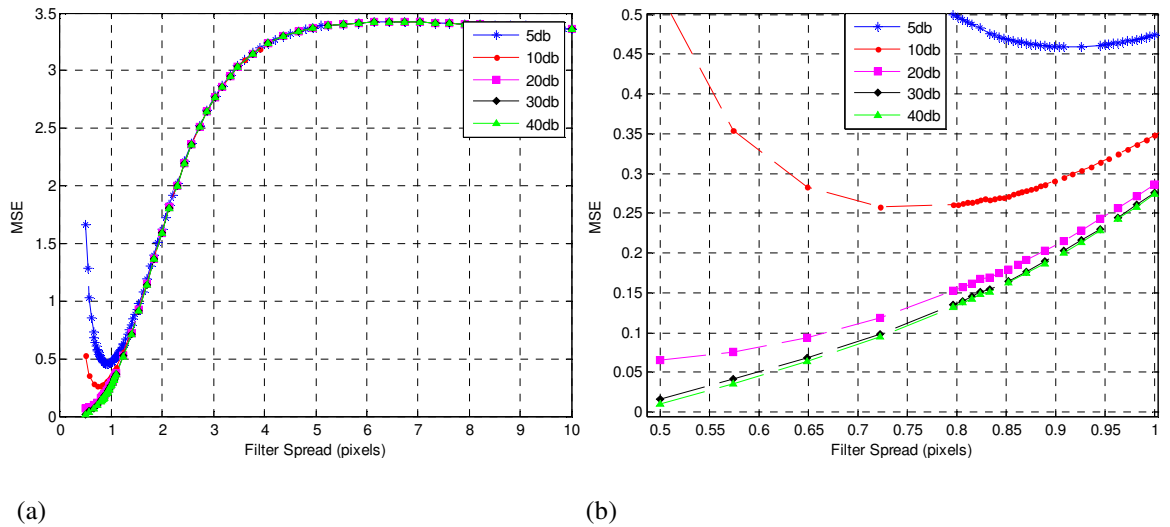 3.5
3
2.5
2
1.5
1
0.5
0
MSE
0 1 2 3 4 5 6 7 8 9 10
Filter Spread (pixels)
5db
10db
20db
30db
40db
(a)
0.5
0.45
0.4
0.35
0.3
0.25
0.2
0.15
0.1
0.05
0
MSE
0.5 0.55 0.6 0.65 0.7 0.75 0.8 0.85 0.9 0.95 1
Filter Spread (pixels)
5db
10db
20db
30db
40db
(b)